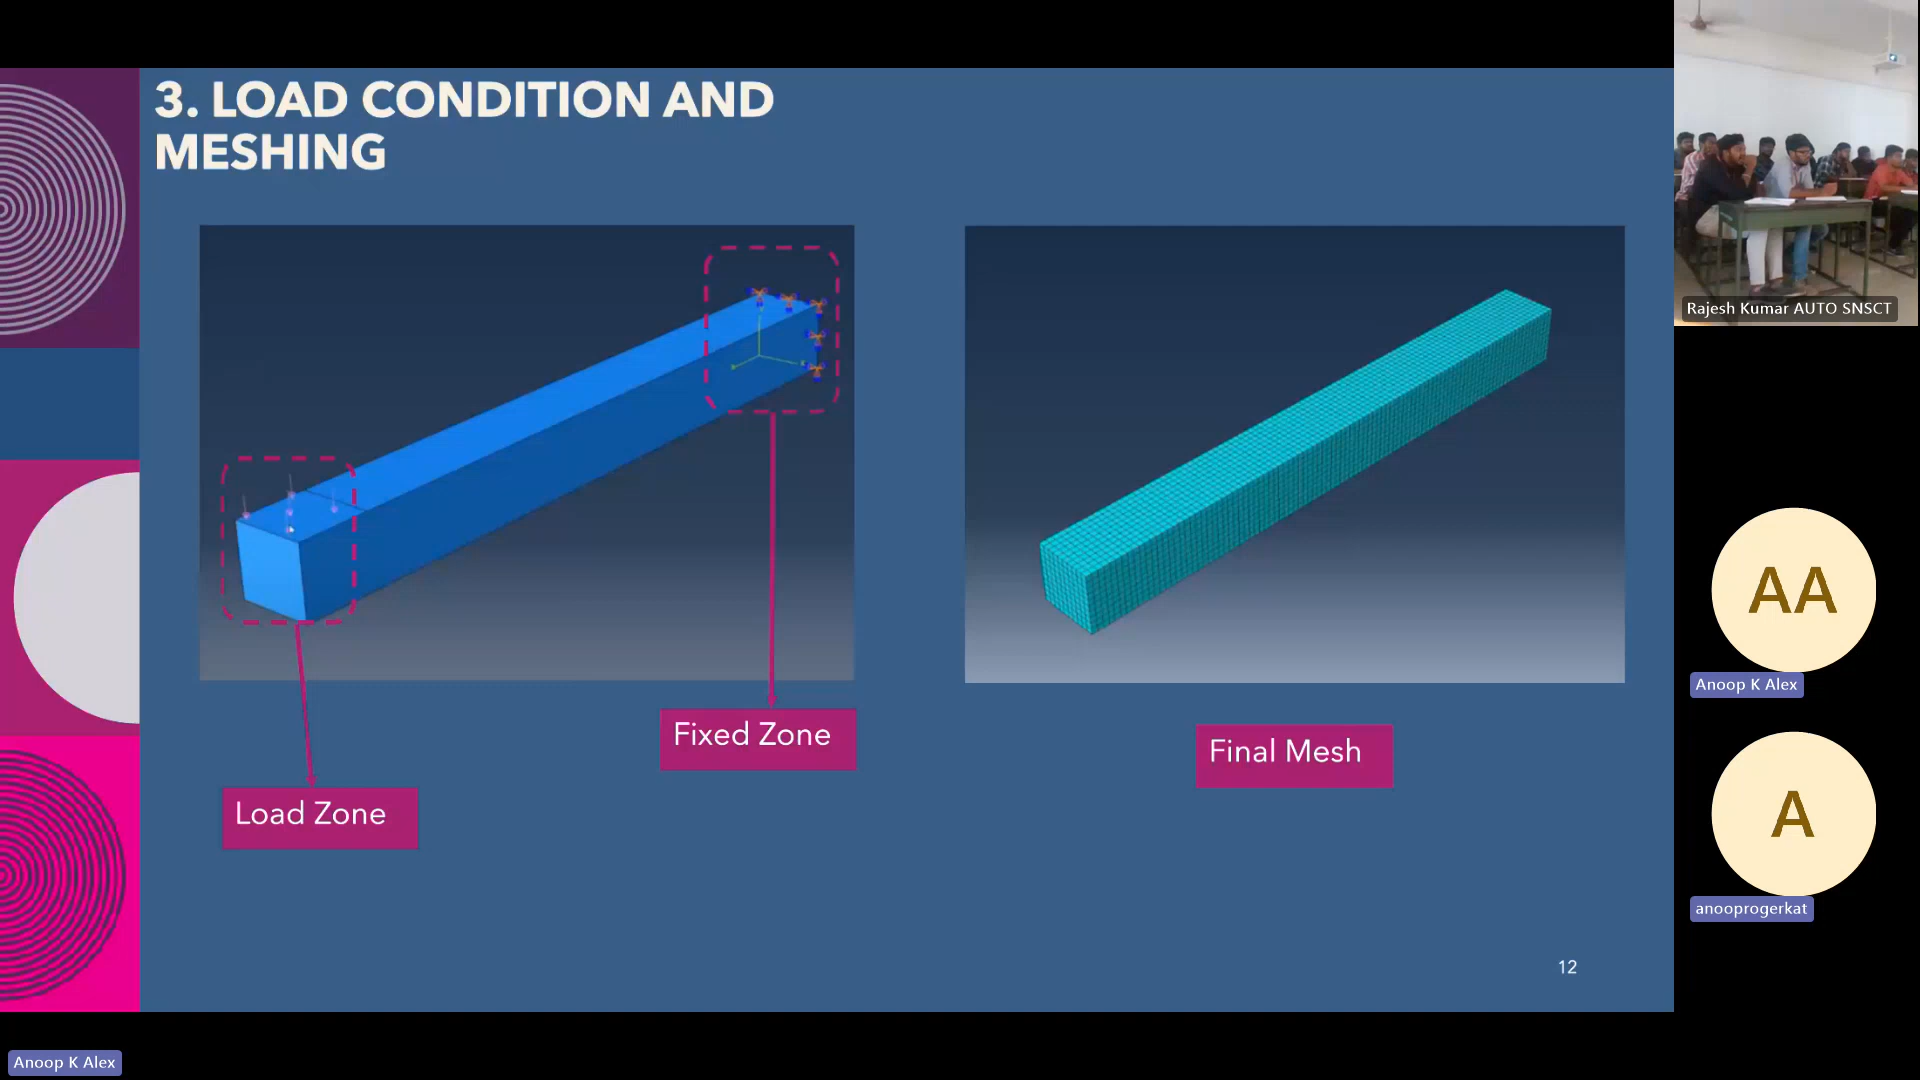 3. LOAD CONDITION AND
MESHING
Fixed Zone
Load Zone
Final Mesh
12
Rajesh Kumar AUTO SNSCT
AA
Anoop K Alex
A
anooprogerkat
Anoop K Alex